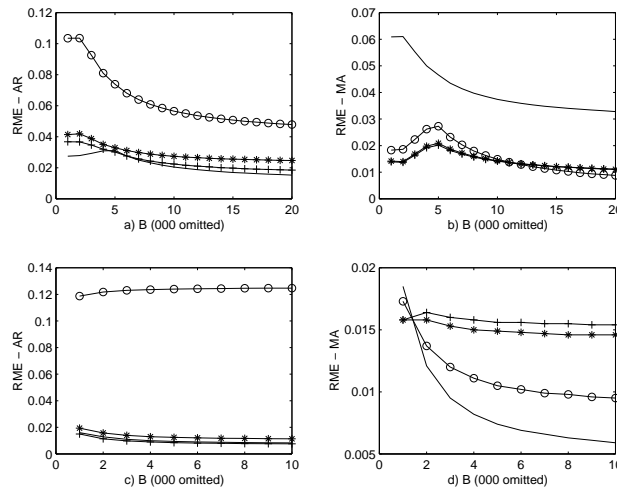 0.12
0.1
0.08
0.06
0.04
0.02
0
RME – AR
0 5 10 15 20
a) B (000 omitted)
0.07
0.06
0.05
0.04
0.03
0.02
0.01
0
RME – MA
0 5 10 15 20
b) B (000 omitted)
0.14
0.12
0.1
0.08
0.06
0.04
0.02
0
RME – AR
0 2 4 6 8 10
c) B (000 omitted)
0.02
0.015
0.01
0.005
RME – MA
0 2 4 6 8 10
d) B (000 omitted)